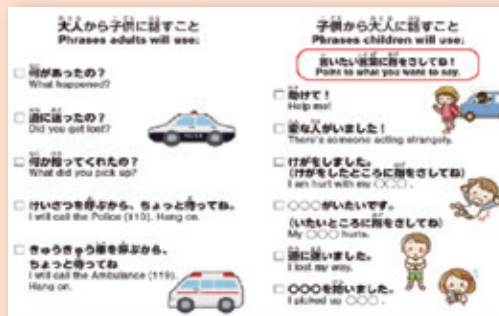 大人から子供に話すこと
Phrases adults will use:
何があったの？
What happened?
道に迷ったの？
Did you get lost?
何か拾ってくれたの？
What did you pick up?
けいさつを呼ぶから、ちょっと待ってね。
I will call the Police (110). Hang on.
きゅうきゅう車を呼ぶから、
ちょっと待ってね
I will call the Ambulance (119).
Hang on.
子供から大人に話すこと
Phrases children will use:
言いたい言葉に指をさしてね！
Point to what you want to say.
助けて！
Help me!
変な人がいました！
There's someone acting strangely.
けがをしました。
(けがをしたところに指をさしてね)
I am hurt with my ○○○ .
○○○がいたいです。
(いたいところに指をさしてね)
My ○○○ hurts.
道に迷いました。
I lost my way.
○○○を拾いました。
I picked up ○○○ .